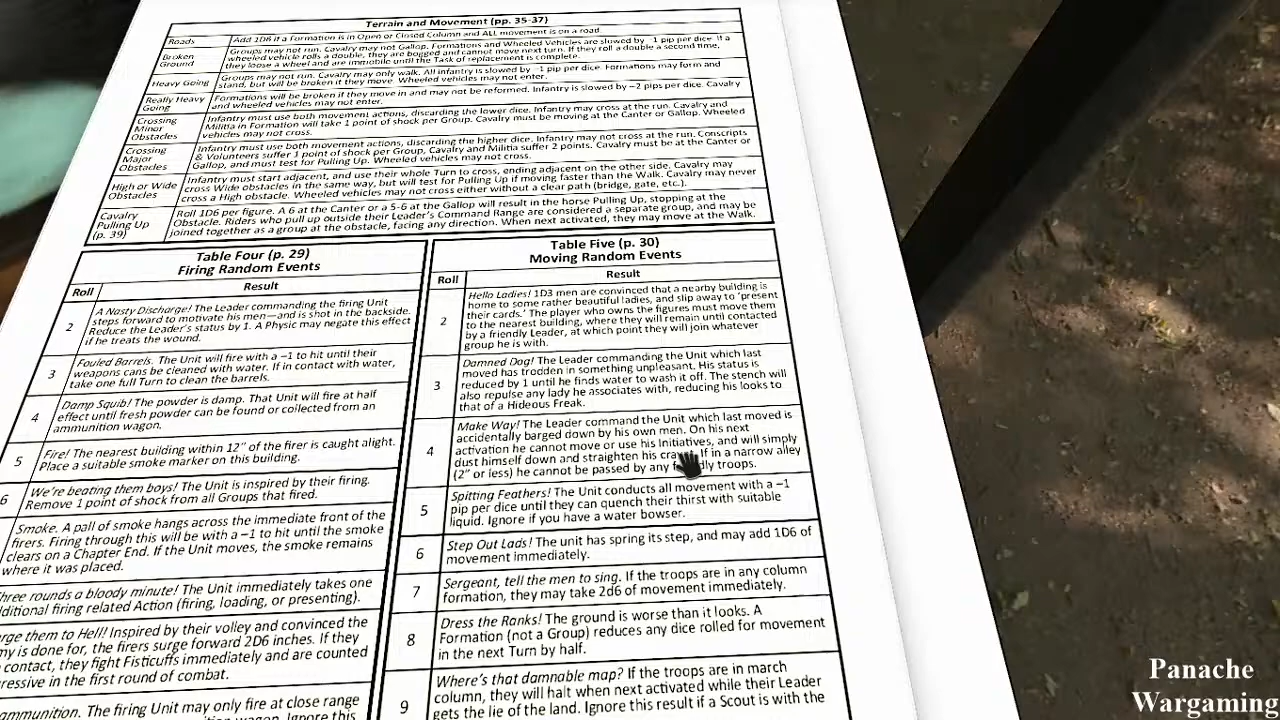 Terrain and Movement (pp. 35-37)
Roads
Add 1D6 if a Formation is in Open or Closed Column and ALL movement is on a road.
Broken
Ground
Groups may not run. Cavalry may not Gallop. Formations and Wheeled Vehicles are slowed by −1 pip per dice. If a
wheeled vehicle rolls a double, they are bogged and cannot move next turn. If they roll a double a second time,
they loose a wheel and are immobile until the Task of replacement is complete.
Heavy Going
Groups may not run. Cavalry may only walk. All infantry is slowed by −1 pip per dice. Formations may form and
stand, but will be broken if they move. Wheeled vehicles may not enter.
Really Heavy
Going
Formations will be broken if they move in and may not be reformed. Infantry is slowed by −2 pips per dice. Cavalry
and wheeled vehicles may not enter.
Crossing
Minor
Obstacles
Infantry must use both movement actions, discarding the lower dice. Infantry may cross at the run. Cavalry and
Militia in Formation will take 1 point of shock per Group. Cavalry must be moving at the Canter or Gallop. Wheeled
vehicles may not cross.
Crossing
Major
Obstacles
Infantry must use both movement actions, discarding the higher dice. Infantry may not cross at the run. Conscripts
& Volunteers suffer 1 point of shock per Group, Cavalry and Militia suffer 2 points. Cavalry must be at the Canter or
Gallop, and must test for Pulling Up. Wheeled vehicles may not cross.
High or Wide
Obstacles
Infantry must start adjacent, and use their whole Turn to cross, ending adjacent on the other side. Cavalry may
cross Wide obstacles in the same way, but will test for Pulling Up if moving faster than the Walk. Cavalry may never
cross a High obstacle. Wheeled vehicles may not cross either without a clear path (bridge, gate, etc.).
Cavalry
Pulling Up
(p. 39)
Roll 1D6 per figure. A 6 at the Canter or a 5-6 at the Gallop will result in the horse Pulling Up, stopping at the
Obstacle. Riders who pull up outside their Leader's Command Range are considered a separate group, and may be
joined together as a group at the obstacle, facing any direction. When next activated, they may move at the Walk.
Table Four (p. 29)
Firing Random Events
Roll
Result
2
A Nasty Discharge! The Leader commanding the firing Unit
steps forward to motivate his men—and is shot in the backside.
Reduce the Leader's status by 1. A Physic may negate this effect
if he treats the wound.
3
Fouled Barrels. The Unit will fire with a −1 to hit until their
weapons cans be cleaned with water. If in contact with water,
take one full Turn to clean the barrels.
4
Damp Squib! The powder is damp. That Unit will fire at half
effect until fresh powder can be found or collected from an
ammunition wagon.
5
Fire! The nearest building within 12" of the firer is caught alight.
Place a suitable smoke marker on this building.
6
We're beating them boys! The Unit is inspired by their firing.
Remove 1 point of shock from all Groups that fired.
Smoke. A pall of smoke hangs across the immediate front of the
firers. Firing through this will be with a −1 to hit until the smoke
clears on a Chapter End. If the Unit moves, the smoke remains
where it was placed.
Three rounds a bloody minute! The Unit immediately takes one
ditional firing related Action (firing, loading, or presenting).
arge them to Hell! Inspired by their volley and convinced the
my is done for, the firers surge forward 2D6 inches. If they
contact, they fight Fisticuffs immediately and are counted
ressive in the first round of combat.
mmunition. The firing Unit may only fire at close range
wagon. Ignore this
Table Five (p. 30)
Moving Random Events
Roll
Result
2
Hello Ladies! 1D3 men are convinced that a nearby building is
home to some rather beautiful ladies, and slip away to 'present
their cards.' The player who owns the figures must move them
to the nearest building, where they will remain until contacted
by a friendly Leader, at which point they will join whatever
group he is with.
3
Damned Dog! The Leader commanding the Unit which last
moved has trodden in something unpleasant. His status is
reduced by 1 until he finds water to wash it off. The stench will
also repulse any lady he associates with, reducing his looks to
that of a Hideous Freak.
4
Make Way! The Leader command the Unit which last moved is
accidentally barged down by his own men. On his next
activation he cannot move or use his Initiatives, and will simply
dust himself down and straighten his crav If in a narrow alley
(2" or less) he cannot be passed by any f dly troops.
5
Spitting Feathers! The Unit conducts all movement with a −1
pip per dice until they can quench their thirst with suitable
liquid. Ignore if you have a water bowser.
6
Step Out Lads! The unit has spring its step, and may add 1D6 of
movement immediately.
7
Sergeant, tell the men to sing. If the troops are in any column
formation, they may take 2d6 of movement immediately.
8
Dress the Ranks! The ground is worse than it looks. A
Formation (not a Group) reduces any dice rolled for movement
in the next Turn by half.
9
Where's that damnable map? If the troops are in march
column, they will halt when next activated while their Leader
gets the lie of the land. Ignore this result if a Scout is with the
Panache
Wargaming